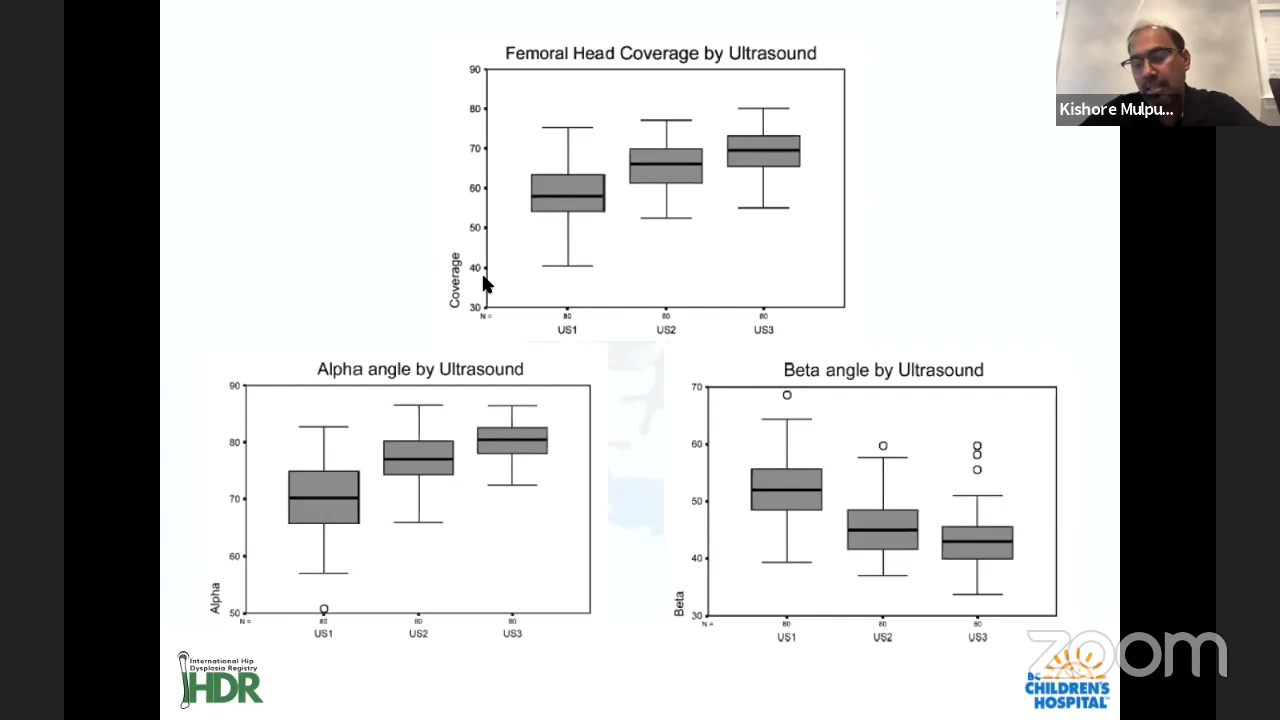 Femoral Head Coverage by Ultrasound
90
80
70
60
50
40
30
Coverage
N = 80 80 80
US1 US2 US3
Kishore Mulpu...
Alpha angle by Ultrasound
90
80
70
60
50
Alpha
N = 80 80 80
US1 US2 US3
Beta angle by Ultrasound
70
60
50
40
30
Beta
N = 80 80 80
US1 US2 US3
International Hip
Dysplasia Registry
IHDR
BC
CHILDREN'S
HOSPITAL
zoom